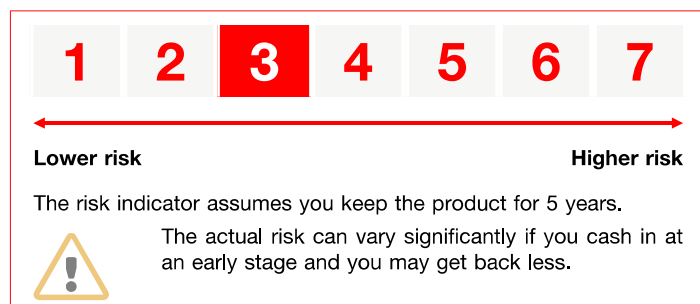 1 2 3 4 5 6 7
Lower risk Higher risk
The risk indicator assumes you keep the product for 5 years.
The actual risk can vary significantly if you cash in at
an early stage and you may get back less.